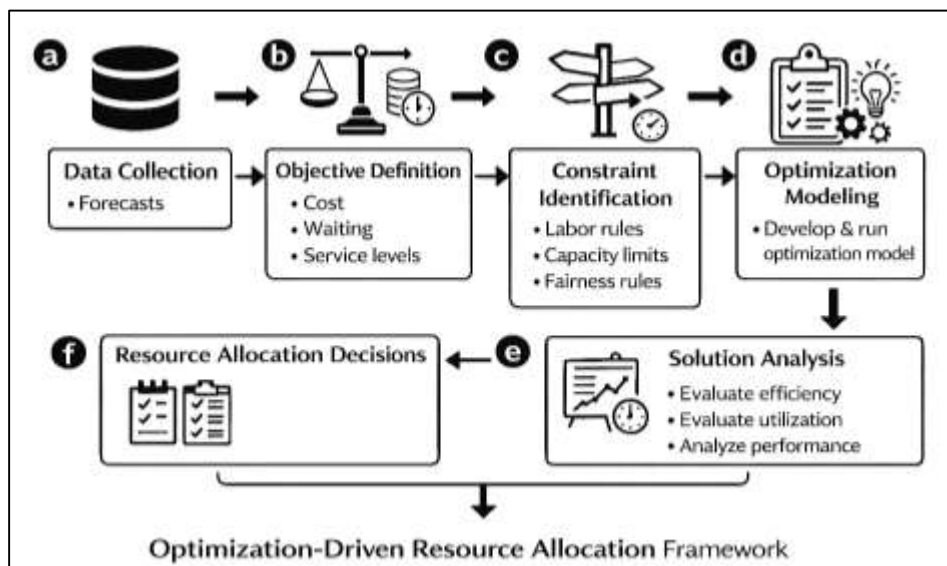 a
b
c
d
Data Collection
• Forecasts
Objective Definition
• Cost
• Waiting
• Service levels
Constraint
Identification
• Labor rules
• Capacity limits
• Fairness rules
Optimization
Modeling
• Develop & run
optimization model
f
Resource Allocation Decisions
e
Solution Analysis
• Evaluate efficiency
• Evaluate utilization
• Analyze performance
Optimization-Driven Resource Allocation Framework